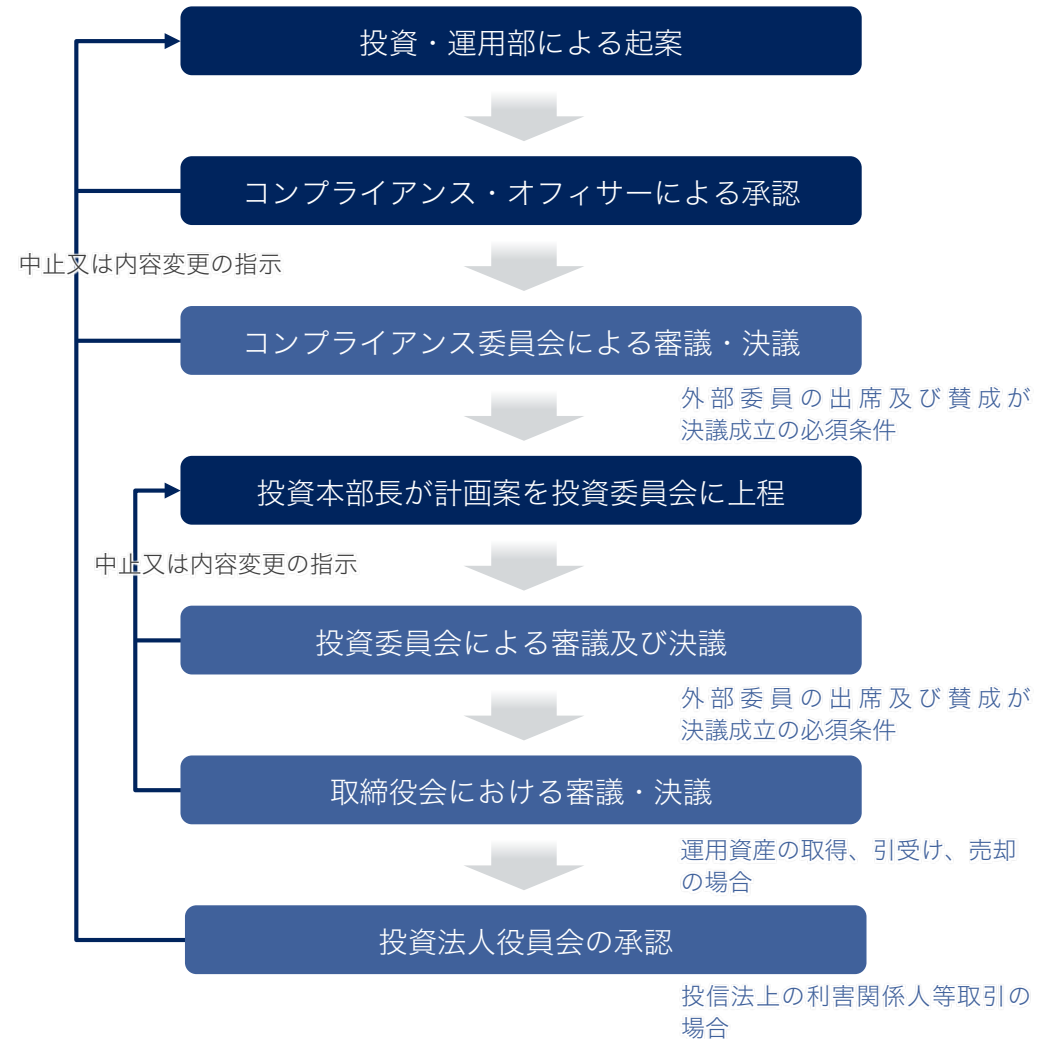 投資・運用部による起案
コンプライアンス・オフィサーによる承認
中止又は内容変更の指示
コンプライアンス委員会による審議・決議
外部委員の出席及び賛成が
決議成立の必須条件
投資本部長が計画案を投資委員会に上程
中止又は内容変更の指示
投資委員会による審議及び決議
外部委員の出席及び賛成が
決議成立の必須条件
取締役会における審議・決議
運用資産の取得、引受け、売却
の場合
投資法人役員会の承認
投信法上の利害関係人等取引の
場合